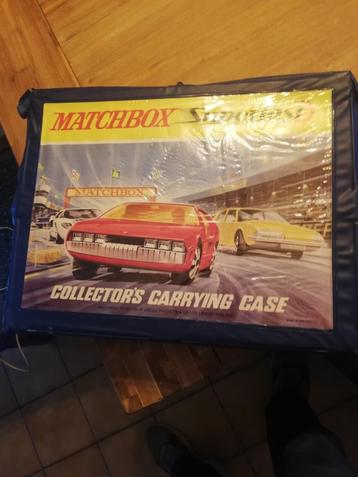 MATCHBOX Superfast
MATCHBOX
COLLECTOR'S CARRYING CASE